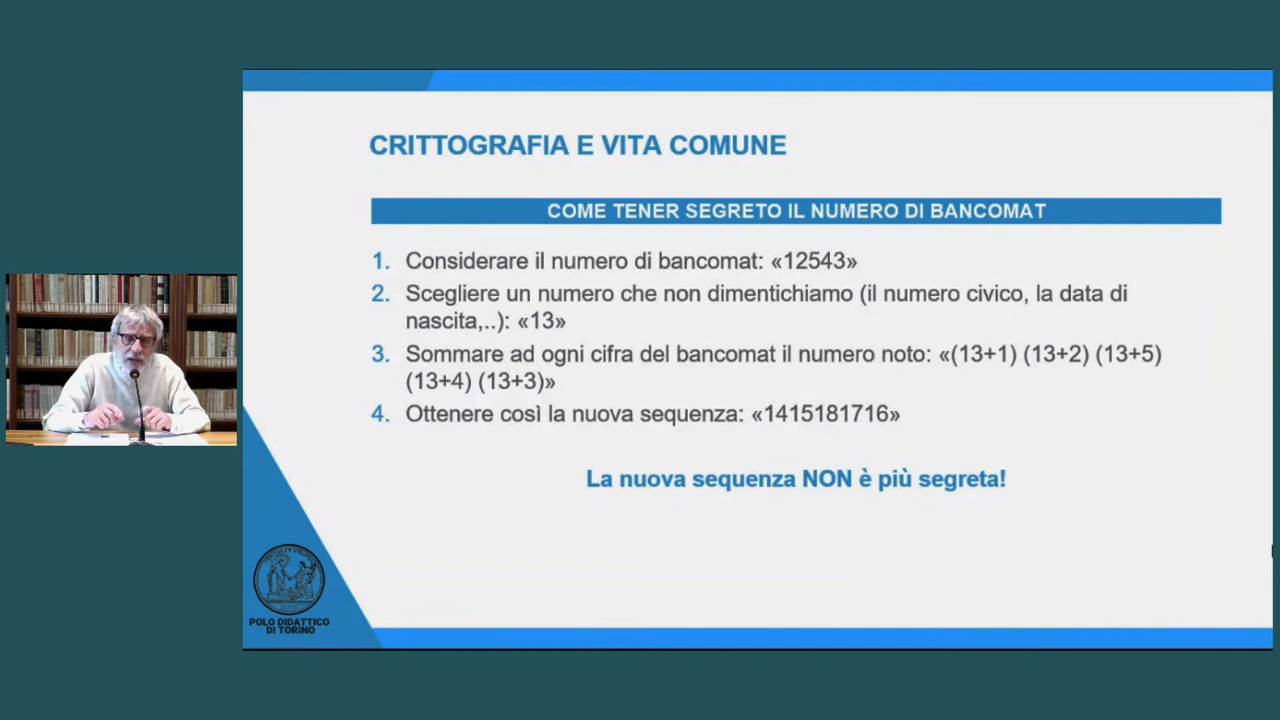 CRITTOGRAFIA E VITA COMUNE
COME TENER SEGRETO IL NUMERO DI BANCOMAT
1. Considerare il numero di bancomat: «12543»
2. Scegliere un numero che non dimentichiamo (il numero civico, la data di
nascita,..): «13»
3. Sommare ad ogni cifra del bancomat il numero noto: «(13+1) (13+2) (13+5)
(13+4) (13+3)»
4. Ottenere così la nuova sequenza: «1415181716»
La nuova sequenza NON è più segreta!
POLO DIDATTICO
DI TORINO